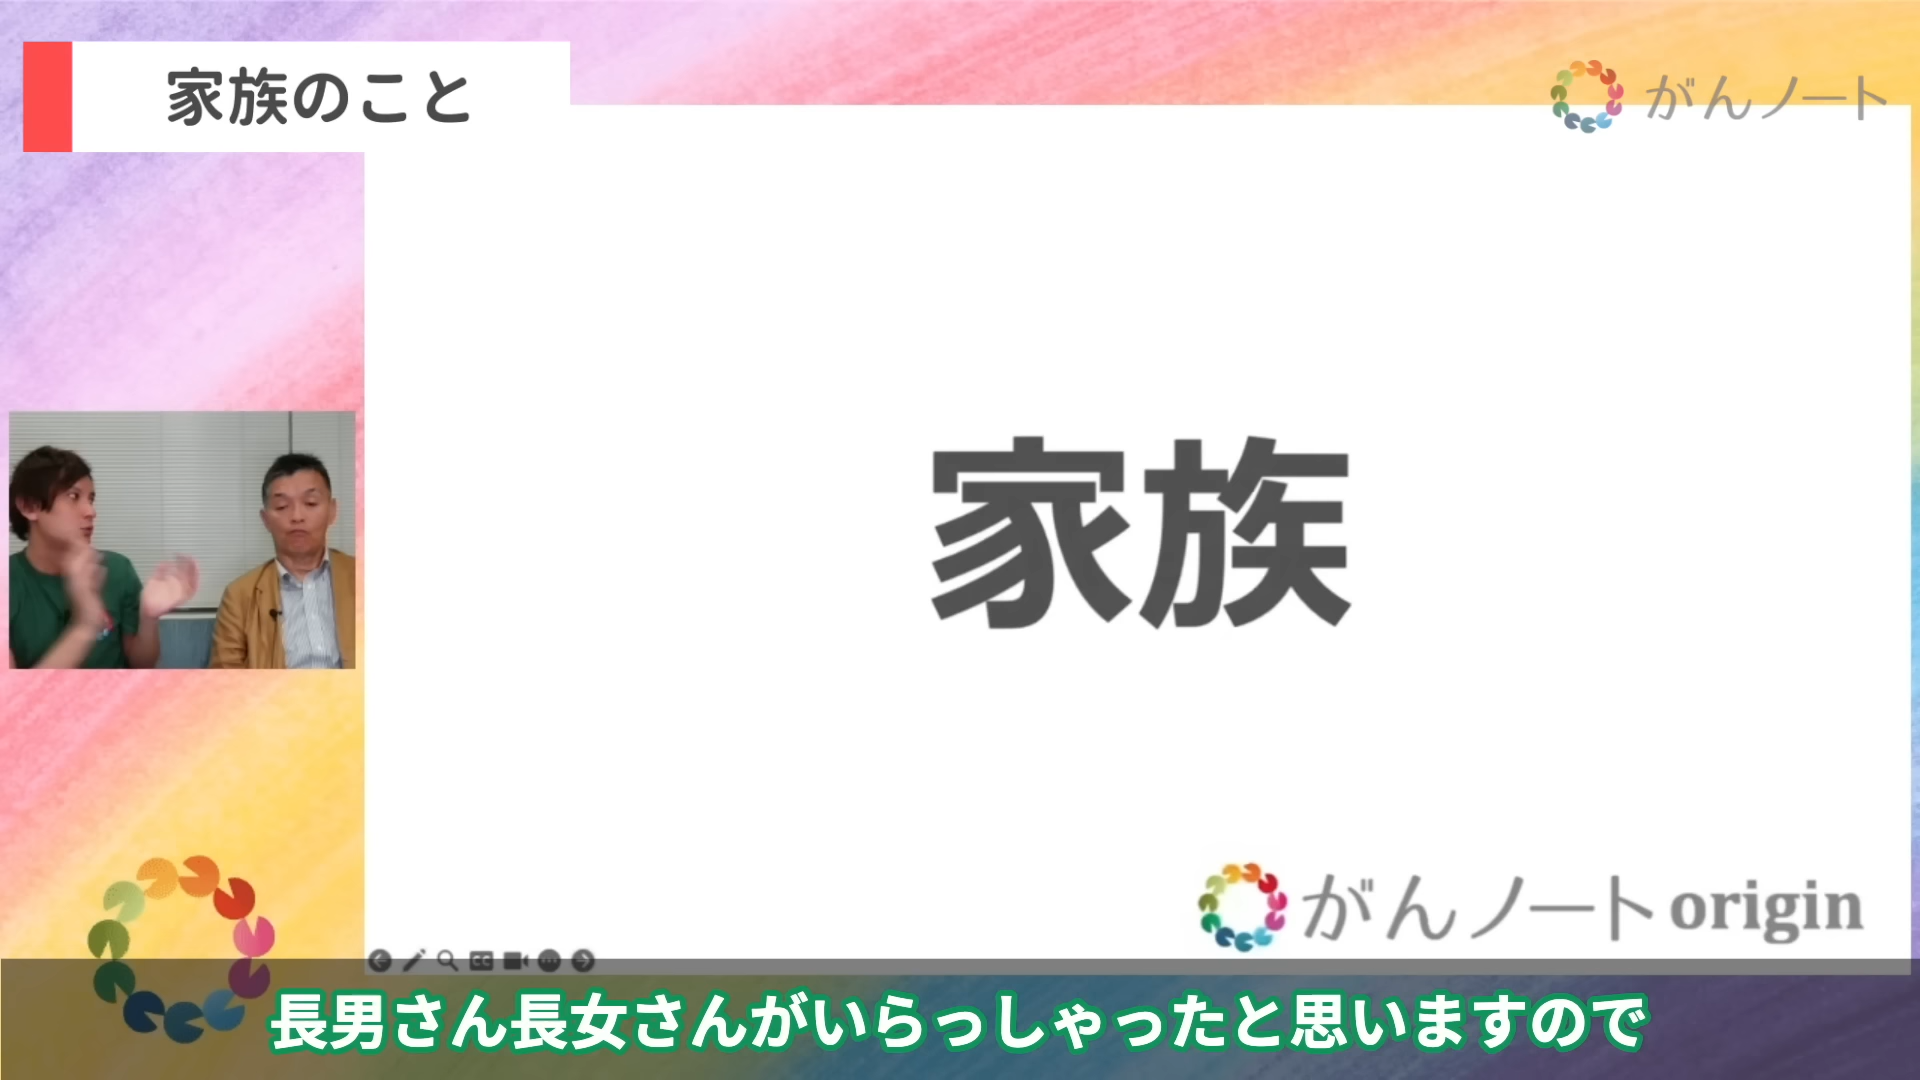 家族のこと
がんノート
家族
がんノート origin
CC
長男さん長女さんがいらっしゃったと思いますので